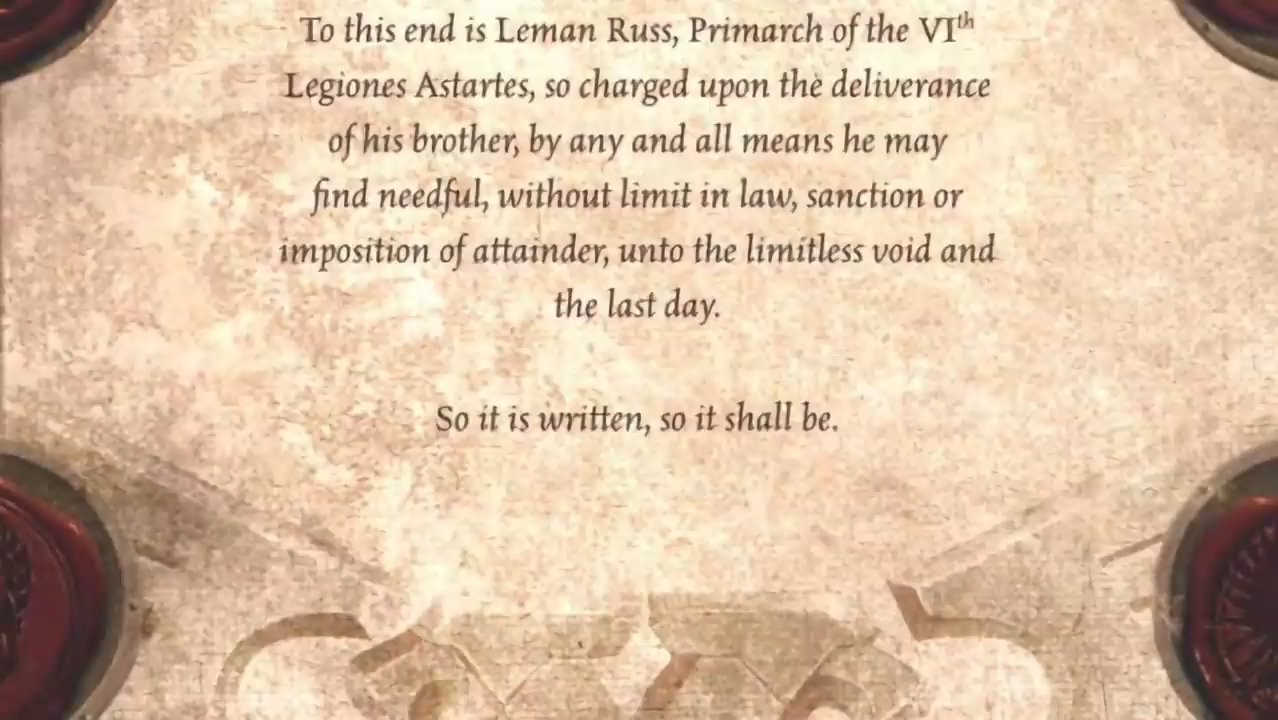 To this end is Leman Russ, Primarch of the VIth
Legiones Astartes, so charged upon the deliverance
of his brother, by any and all means he may
find needful, without limit in law, sanction or
imposition of attainder, unto the limitless void and
the last day.
So it is written, so it shall be.